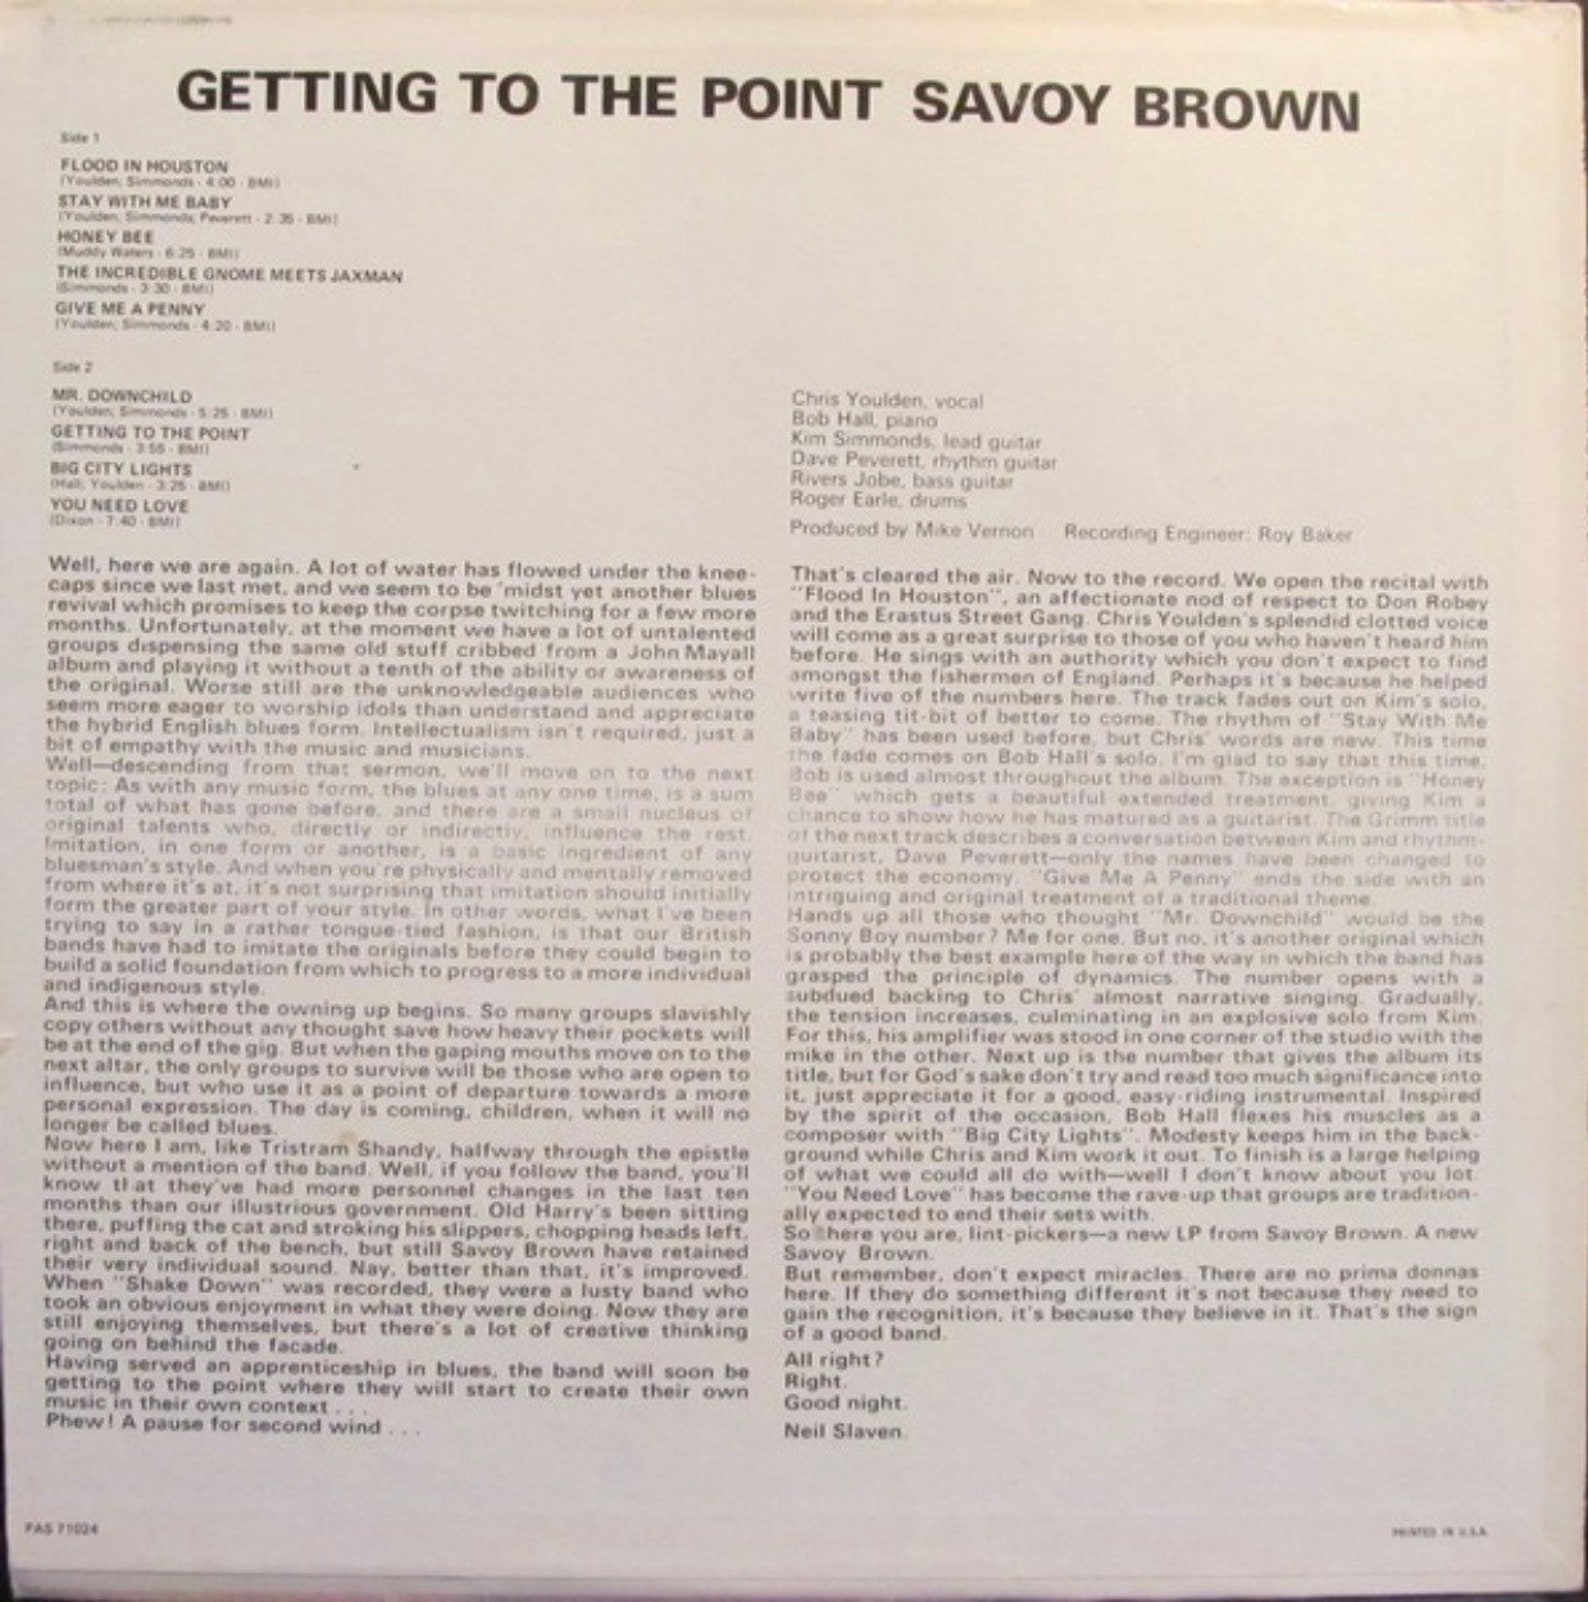 GETTING TO THE POINT SAVOY BROWN
Side 1
FLOOD IN HOUSTON
(Youlden; Simmonds - 4:00 - BMI)
STAY WITH ME BABY
(Youlden; Simmonds; Peverett - 2:35 - BMI)
HONEY BEE
(Muddy Waters - 6:25 - BMI)
THE INCREDIBLE GNOME MEETS JAXMAN
(Simmonds - 3:30 - BMI)
GIVE ME A PENNY
(Youlden; Simmonds - 4:20 - BMI)
Side 2
MR. DOWNCHILD
(Youlden; Simmonds - 5:25 - BMI)
GETTING TO THE POINT
(Simmonds - 3:55 - BMI)
BIG CITY LIGHTS
(Hall; Youlden - 3:25 - BMI)
YOU NEED LOVE
(Dixon - 7:40 - BMI)
Chris Youlden, vocal
Bob Hall, piano
Kim Simmonds, lead guitar
Dave Peverett, rhythm guitar
Rivers Jobe, bass guitar
Roger Earle, drums
Produced by Mike Vernon Recording Engineer: Roy Baker
Well, here we are again. A lot of water has flowed under the knee-
caps since we last met, and we seem to be 'midst yet another blues
revival which promises to keep the corpse twitching for a few more
months. Unfortunately, at the moment we have a lot of untalented
groups dispensing the same old stuff cribbed from a John Mayall
album and playing it without a tenth of the ability or awareness of
the original. Worse still are the unknowledgeable audiences who
seem more eager to worship idols than understand and appreciate
the hybrid English blues form. Intellectualism isn't required, just a
bit of empathy with the music and musicians.
Well—descending from that sermon, we'll move on to the next
topic: As with any music form, the blues at any one time, is a sum
total of what has gone before, and there are a small nucleus of
original talents who, directly or indirectly, influence the rest.
Imitation, in one form or another, is a basic ingredient of any
bluesman's style. And when you're physically and mentally removed
from where it's at, it's not surprising that imitation should initially
form the greater part of your style. In other words, what I've been
trying to say in a rather tongue-tied fashion, is that our British
bands have had to imitate the originals before they could begin to
build a solid foundation from which to progress to a more individual
and indigenous style.
And this is where the owning up begins. So many groups slavishly
copy others without any thought save how heavy their pockets will
be at the end of the gig. But when the gaping mouths move on to the
next altar, the only groups to survive will be those who are open to
influence, but who use it as a point of departure towards a more
personal expression. The day is coming, children, when it will no
longer be called blues.
Now here I am, like Tristram Shandy, halfway through the epistle
without a mention of the band. Well, if you follow the band, you'll
know that they've had more personnel changes in the last ten
months than our illustrious government. Old Harry's been sitting
there, puffing the cat and stroking his slippers, chopping heads left,
right and back of the bench, but still Savoy Brown have retained
their very individual sound. Nay, better than that, it's improved.
When "Shake Down" was recorded, they were a lusty band who
took an obvious enjoyment in what they were doing. Now they are
still enjoying themselves, but there's a lot of creative thinking
going on behind the facade.
Having served an apprenticeship in blues, the band will soon be
getting to the point where they will start to create their own
music in their own context . . .
Phew! A pause for second wind . . .
That's cleared the air. Now to the record. We open the recital with
"Flood In Houston", an affectionate nod of respect to Don Robey
and the Erastus Street Gang. Chris Youlden's splendid clotted voice
will come as a great surprise to those of you who haven't heard him
before. He sings with an authority which you don't expect to find
amongst the fishermen of England. Perhaps it's because he helped
write five of the numbers here. The track fades out on Kim's solo,
a teasing tit-bit of better to come. The rhythm of "Stay With Me
Baby" has been used before, but Chris' words are new. This time
the fade comes on Bob Hall's solo. I'm glad to say that this time,
Bob is used almost throughout the album. The exception is "Honey
Bee" which gets a beautiful extended treatment, giving Kim a
chance to show how he has matured as a guitarist. The Grimm title
of the next track describes a conversation between Kim and rhythm-
guitarist, Dave Peverett—only the names have been changed to
protect the economy. "Give Me A Penny" ends the side with an
intriguing and original treatment of a traditional theme.
Hands up all those who thought "Mr. Downchild" would be the
Sonny Boy number? Me for one. But no, it's another original which
is probably the best example here of the way in which the band has
grasped the principle of dynamics. The number opens with a
subdued backing to Chris' almost narrative singing. Gradually,
the tension increases, culminating in an explosive solo from Kim.
For this, his amplifier was stood in one corner of the studio with the
mike in the other. Next up is the number that gives the album its
title, but for God's sake don't try and read too much significance into
it, just appreciate it for a good, easy-riding instrumental. Inspired
by the spirit of the occasion, Bob Hall flexes his muscles as a
composer with "Big City Lights". Modesty keeps him in the back-
ground while Chris and Kim work it out. To finish is a large helping
of what we could all do with—well I don't know about you lot.
"You Need Love" has become the rave-up that groups are tradition-
ally expected to end their sets with.
So there you are, lint-pickers—a new LP from Savoy Brown. A new
Savoy Brown.
But remember, don't expect miracles. There are no prima donnas
here. If they do something different it's not because they need to
gain the recognition, it's because they believe in it. That's the sign
of a good band.
All right?
Right.
Good night.
Neil Slaven.
PAS 71024
PRINTED IN U.S.A.